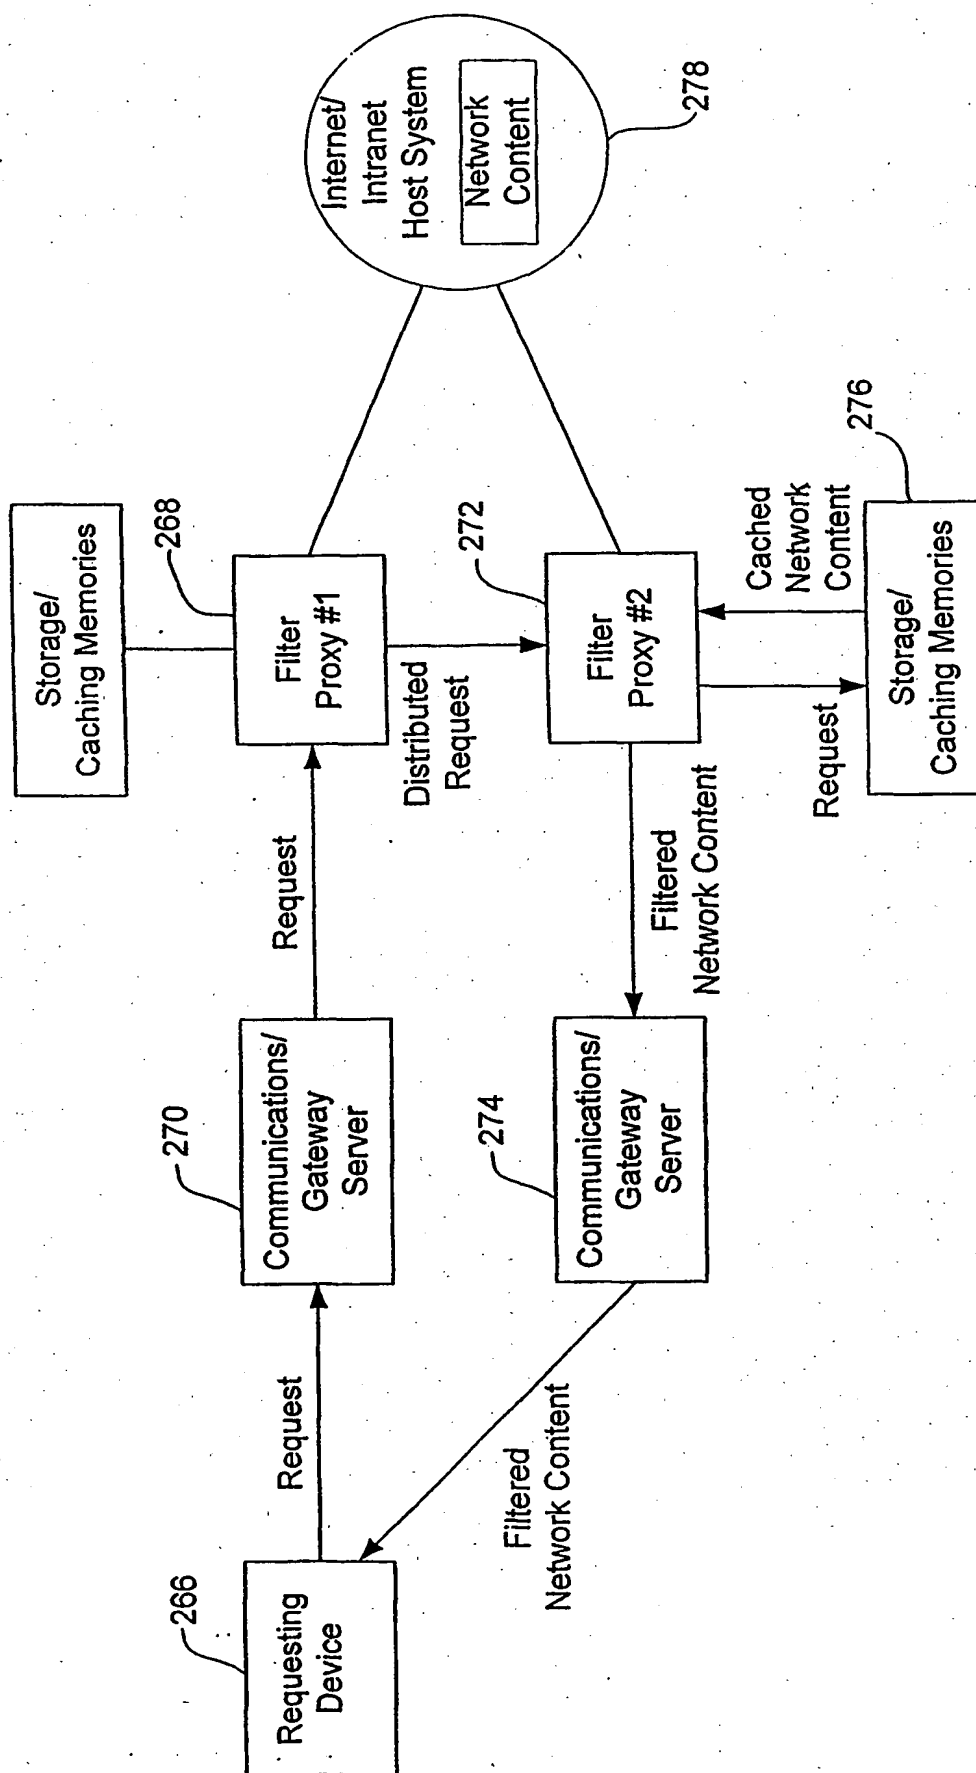 Storage/
Caching Memories
268
Filter
Proxy #1
Internet/
Intranet
Host System
Network
Content
278
Request
270
Communications/
Gateway
Server
Request
266
Requesting
Device
Distributed
Request
272
Filter
Proxy #2
Filtered
Network Content
274
Communications/
Gateway
Server
Filtered
Network Content
Cached
Network
Content
Request
276
Storage/
Caching Memories